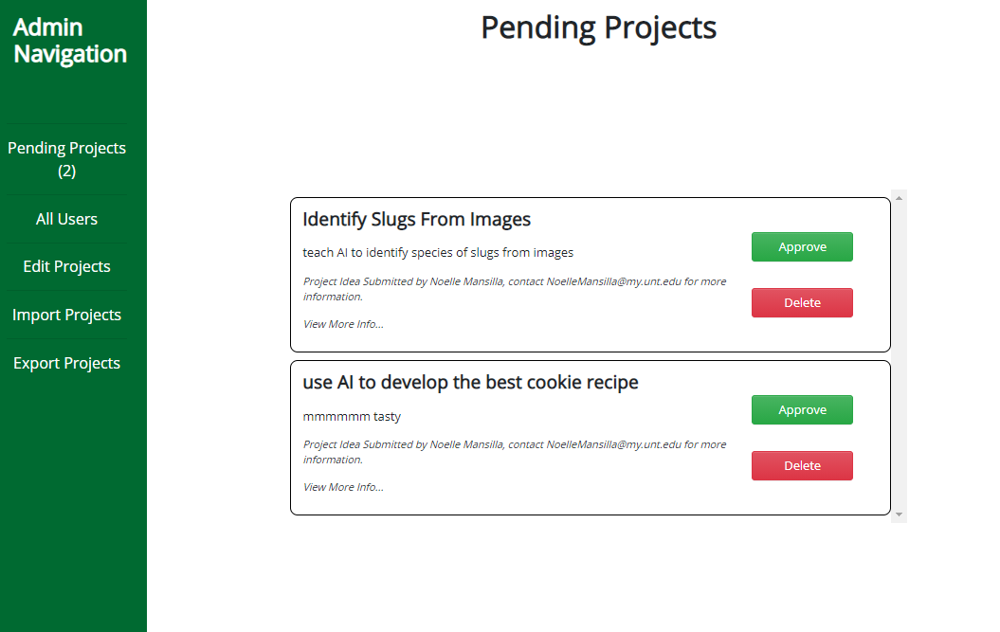 Admin
Navigation
Pending Projects
(2)
All Users
Edit Projects
Import Projects
Export Projects
Pending Projects
Identify Slugs From Images
teach AI to identify species of slugs from images
Project Idea Submitted by Noelle Mansilla, contact NoelleMansilla@my.unt.edu for more
information.
View More Info...
Approve
Delete
use AI to develop the best cookie recipe
mmmmmm tasty
Project Idea Submitted by Noelle Mansilla, contact NoelleMansilla@my.unt.edu for more
information.
View More Info...
Approve
Delete